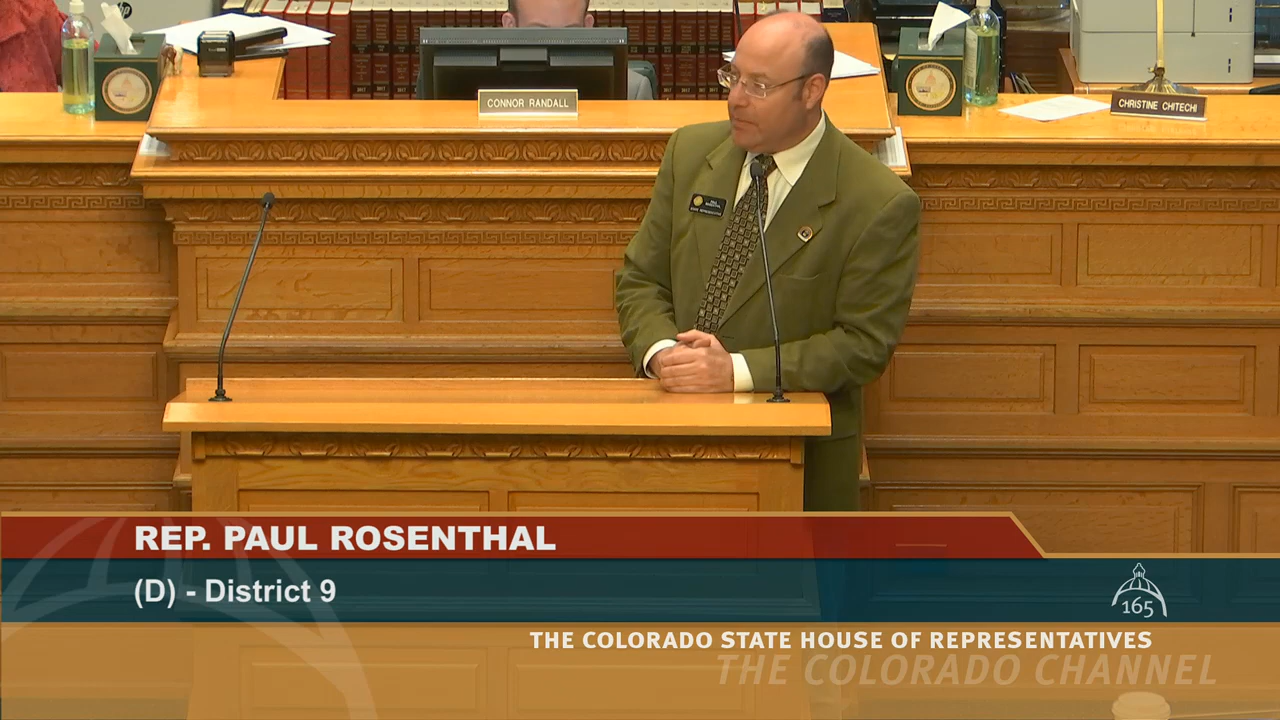 CONNOR RANDALL
CHRISTINE CHITECHI
REP. PAUL ROSENTHAL
(D) - District 9
165
THE COLORADO STATE HOUSE OF REPRESENTATIVES
THE COLORADO CHANNEL